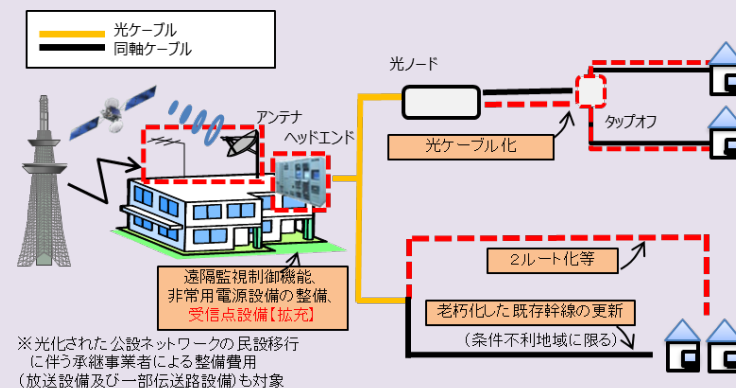 光ケーブル
同軸ケーブル
光ノード
アンテナ
ヘッドエンド
タップオフ
光ケーブル化
遠隔監視制御機能、
非常用電源設備の整備、
受信点設備【拡充】
2ルート化等
老朽化した既存幹線の更新
(条件不利地域に限る)
※光化された公設ネットワークの民設移行
に伴う承継事業者による整備費用
(放送設備及び一部伝送路設備)も対象